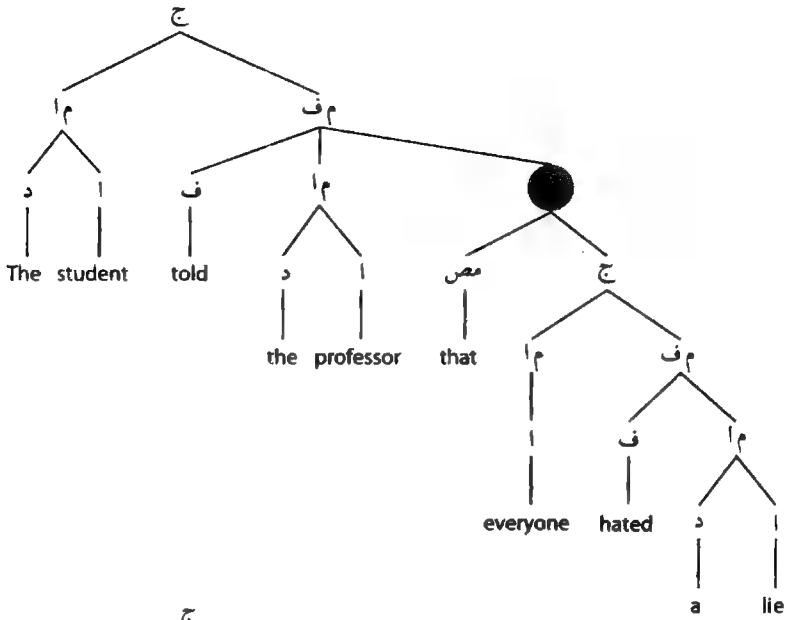 ج
م ا م ف
د ا ف م ا
The student told د ا مص ج
the professor that م ا م ف
ا ف م ا
everyone hated د ا
a lie
ج